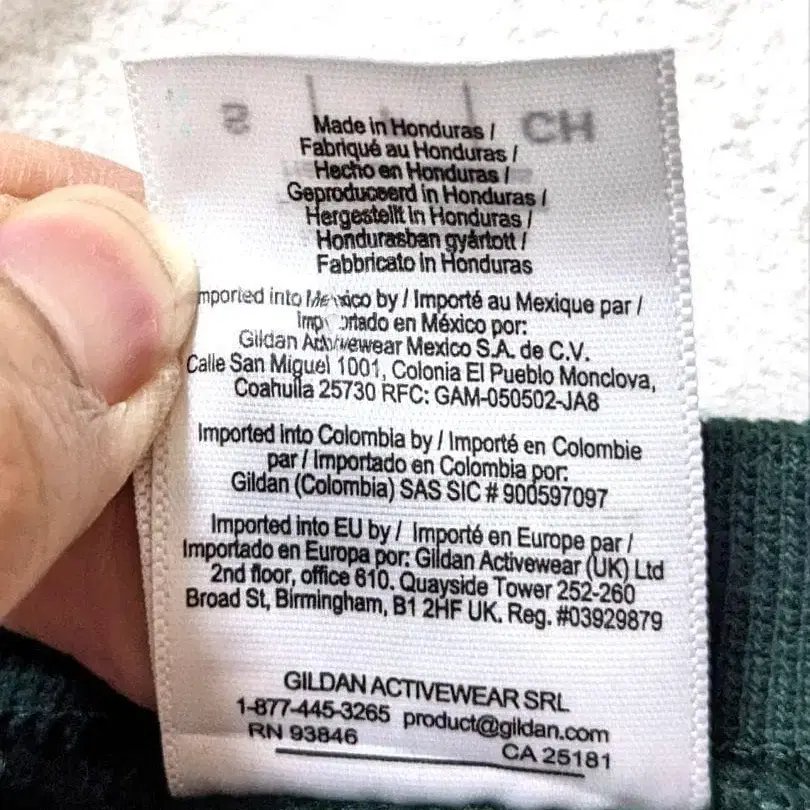 S CH
Made in Honduras /
Fabriqué au Honduras /
Hecho en Honduras /
Geproduceerd in Honduras /
Hergestellt in Honduras /
Hondurasban gyártott /
Fabbricato in Honduras
mported into Mexico by / Importé au Mexique par /
Importado en México por:
Gildan Activewear Mexico S.A. de C.V.
Calle San Miguel 1001, Colonia El Pueblo Monclova,
Coahulla 25730 RFC: GAM-050502-JA8
Imported into Colombia by / Importé en Colombie
par / Importado en Colombia por:
Gildan (Colombia) SAS SIC # 900597097
Imported into EU by / Importé en Europe par /
Importado en Europa por: Gildan Activewear (UK) Ltd
2nd floor, office 610. Quayside Tower 252-260
Broad St, Birmingham, B1 2HF UK. Reg. #03929879
GILDAN ACTIVEWEAR SRL
1-877-445-3265 product@gildan.com
RN 93846 CA 25181